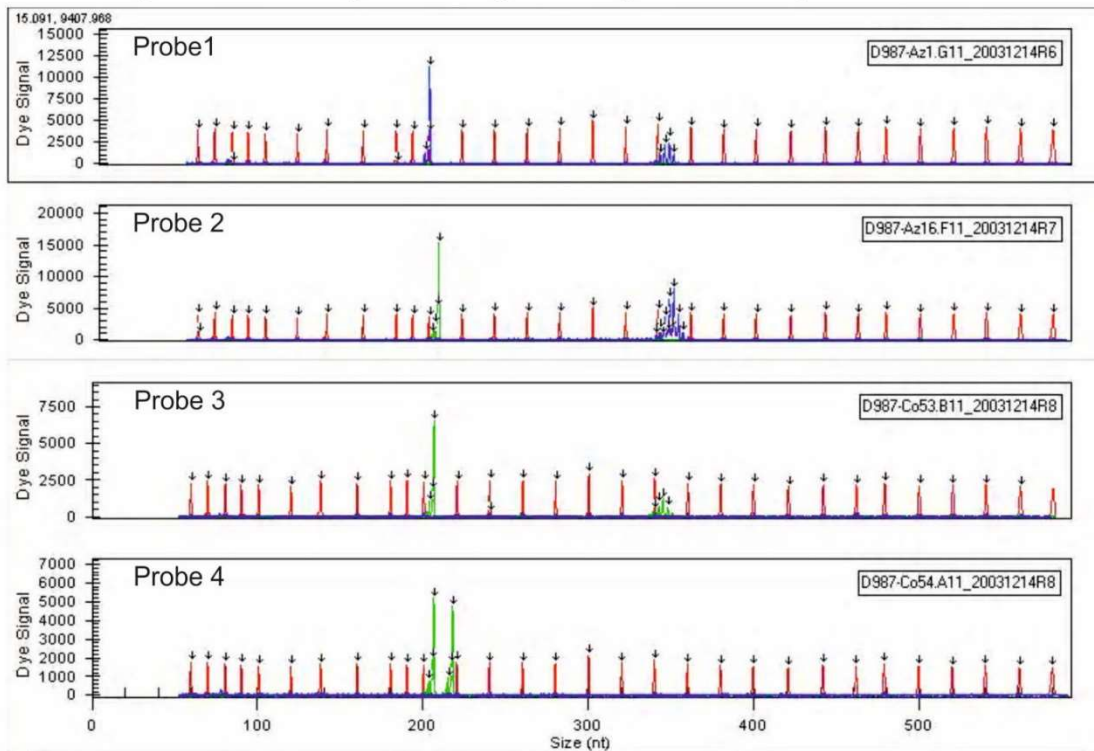 15.091, 9407.968
Probe1
D987-Az1.G11_20031214R6
Dye Signal
15000
12500
10000
7500
5000
2500
0
Probe 2
D987-Az16.F11_20031214R7
Dye Signal
20000
15000
10000
5000
0
Probe 3
D987-Co53.B11_20031214R8
Dye Signal
7500
5000
2500
0
Probe 4
D987-Co54.A11_20031214R8
Dye Signal
7000
6000
5000
4000
3000
2000
1000
0
0 100 200 300 400 500
Size (nt)